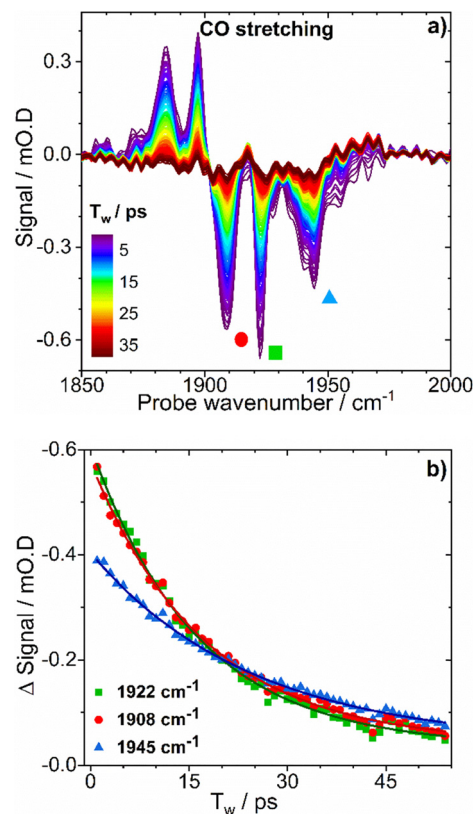 CO stretching
a)
0.3
0.0
-0.3
-0.6
Signal / mO.D
T_w / ps
5
15
25
35
1850
1900
1950
2000
Probe wavenumber / cm⁻¹
b)
-0.6
-0.4
-0.2
-0.0
Δ Signal / mO.D
1922 cm⁻¹
1908 cm⁻¹
1945 cm⁻¹
0
15
30
45
T_w / ps